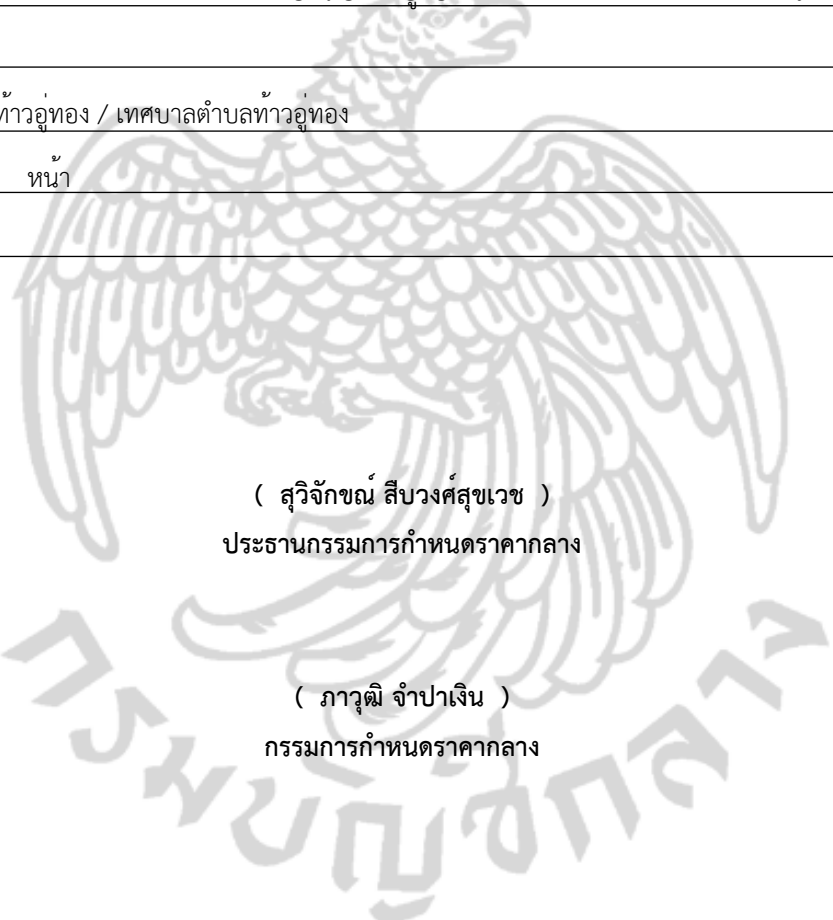 ท้าวอู่ทอง / เทศบาลตำบลท้าวอู่ทอง
หน้า
( สุวิจักขณ์ สืบวงศ์สุขเวช )
ประธานกรรมการกำหนดราคากลาง
( ภาวุฒิ จำปาเงิน )
กรรมการกำหนดราคากลาง
กรมบัญชีกลาง